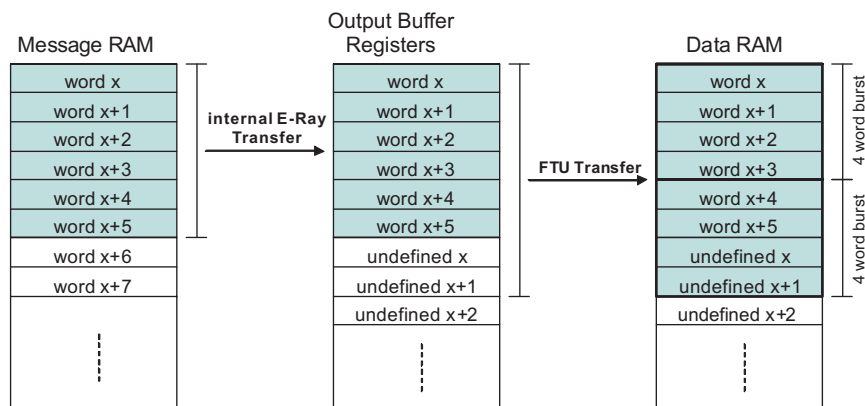 Message RAM
word x
word x+1
word x+2
word x+3
word x+4
word x+5
word x+6
word x+7
internal E-Ray
Transfer
Output Buffer
Registers
word x
word x+1
word x+2
word x+3
word x+4
word x+5
undefined x
undefined x+1
undefined x+2
FTU Transfer
Data RAM
word x
word x+1
word x+2
word x+3
word x+4
word x+5
undefined x
undefined x+1
undefined x+2
4 word burst
4 word burst